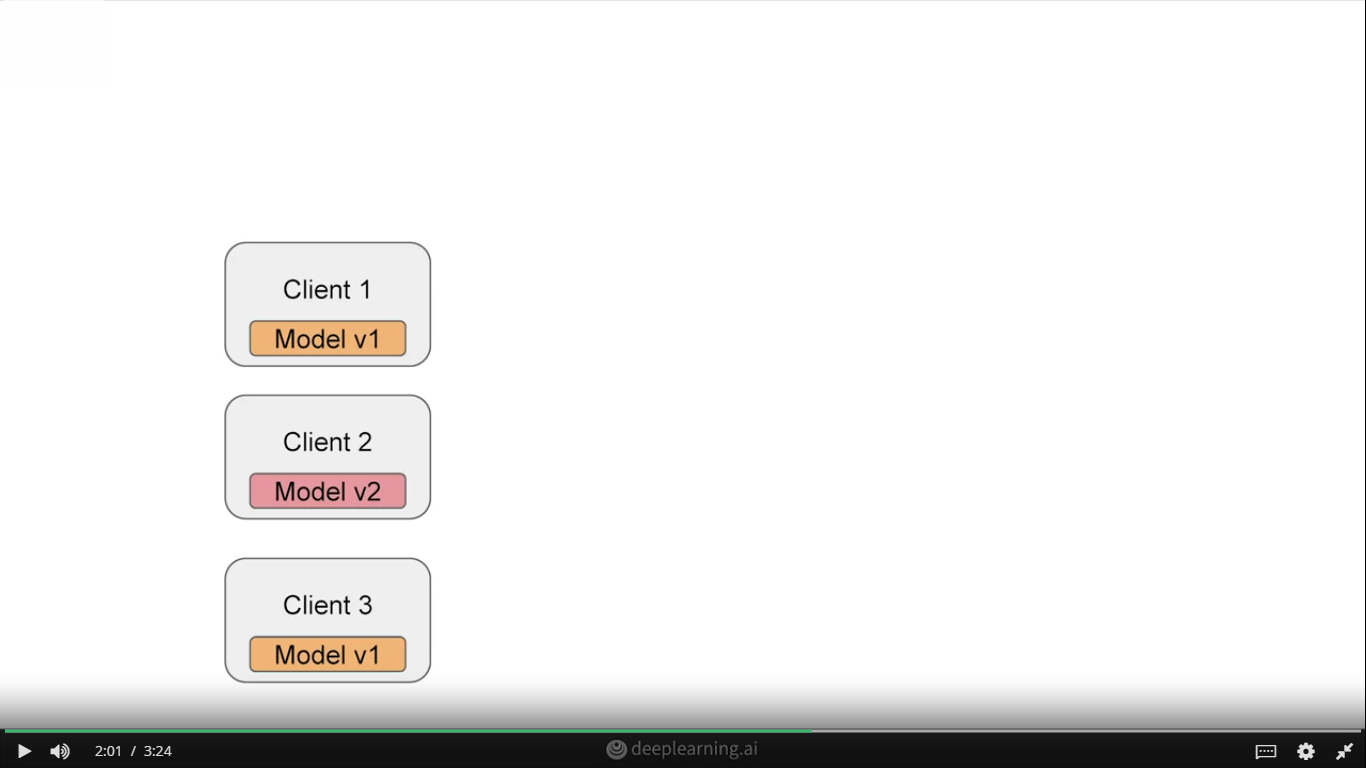 Client 1
Model v1
Client 2
Model v2
Client 3
Model v1
2:01 / 3:24
deeplearning.ai